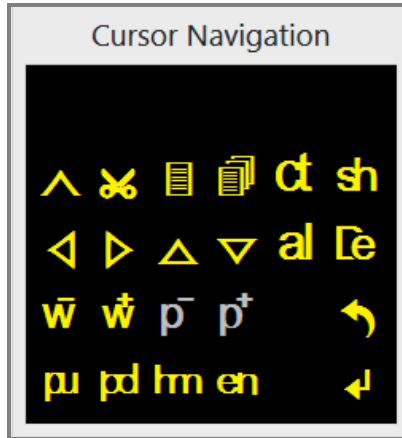 Cursor Navigation
ct sh
al De
w- w+ p- p+
pu pd hm en